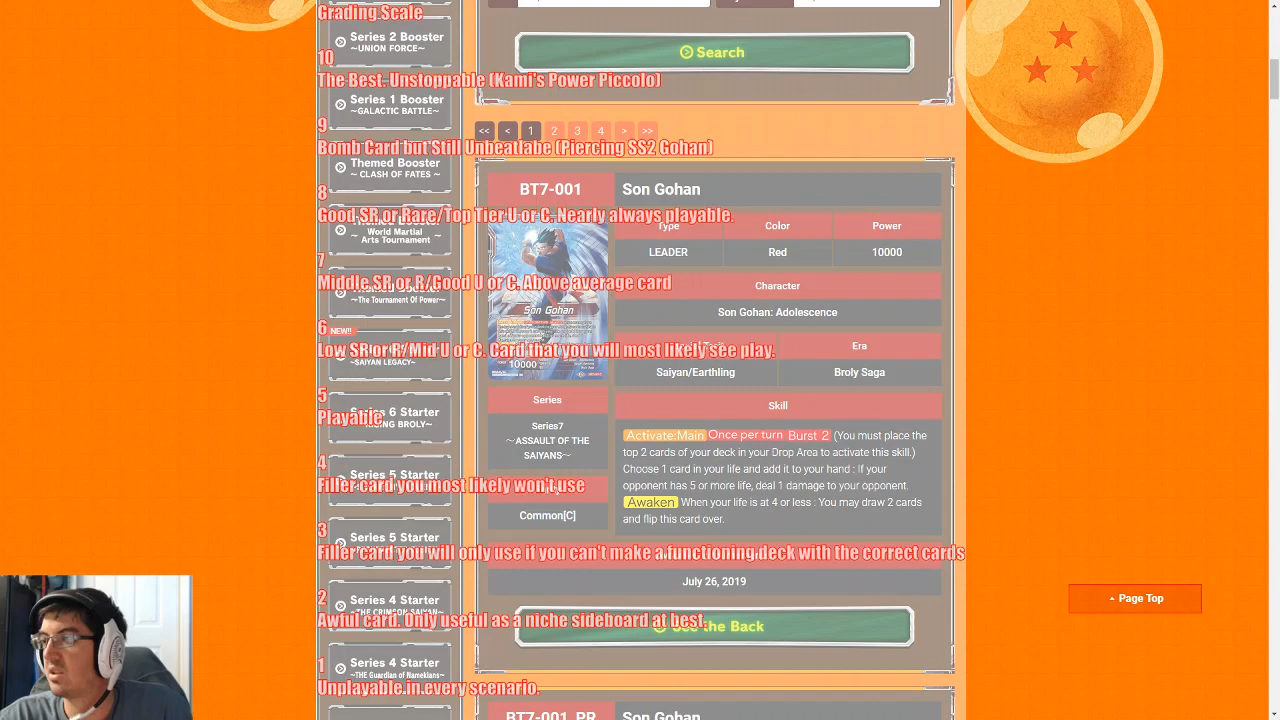 Grading Scale
10
The Best. Unstoppable (Kami's Power Piccolo)
9
Bomb Card but Still Unbeatlabe (Piercing SS2 Gohan)
8
Good SR or Rare/Top Tier U or C. Nearly always playable.
7
Middle SR or R/Good U or C. Above average card
6
Low SR or R/Mid U or C. Card that you will most likely see play.
5
Playable
4
Filler card you most likely won't use
3
Filler card you will only use if you can't make a functioning deck with the correct cards
2
Awful card. Only useful as a niche sideboard at best.
1
Unplayable in every scenario.
Series 2 Booster
~UNION FORCE~
Series 1 Booster
~GALACTIC BATTLE~
Themed Booster
~ CLASH OF FATES ~
World Martial
Arts Tournament ~
~The Tournament Of Power~
NEW!!
~SAIYAN LEGACY~
Series 6 Starter
Series 5 Starter
Series 5 Starter
Series 4 Starter
~THE CRIMSON SAIYAN~
Series 4 Starter
~The Guardian of Namekians~
Search
<< < 1 2 3 4 > >>
BT7-001 Son Gohan
Type Color Power
LEADER Red 10000
Character
Son Gohan: Adolescence
Era
Saiyan/Earthling Broly Saga
Son Gohan
10000
Series
Series7
～ASSAULT OF THE
SAIYANS～
Common[C]
Skill
Activate:Main Once per turn Burst 2 (You must place the
top 2 cards of your deck in your Drop Area to activate this skill.)
Choose 1 card in your life and add it to your hand : If your
opponent has 5 or more life, deal 1 damage to your opponent.
Awaken When your life is at 4 or less : You may draw 2 cards
and flip this card over.
July 26, 2019
See the Back
BT7-001_PR Son Gohan
Page Top